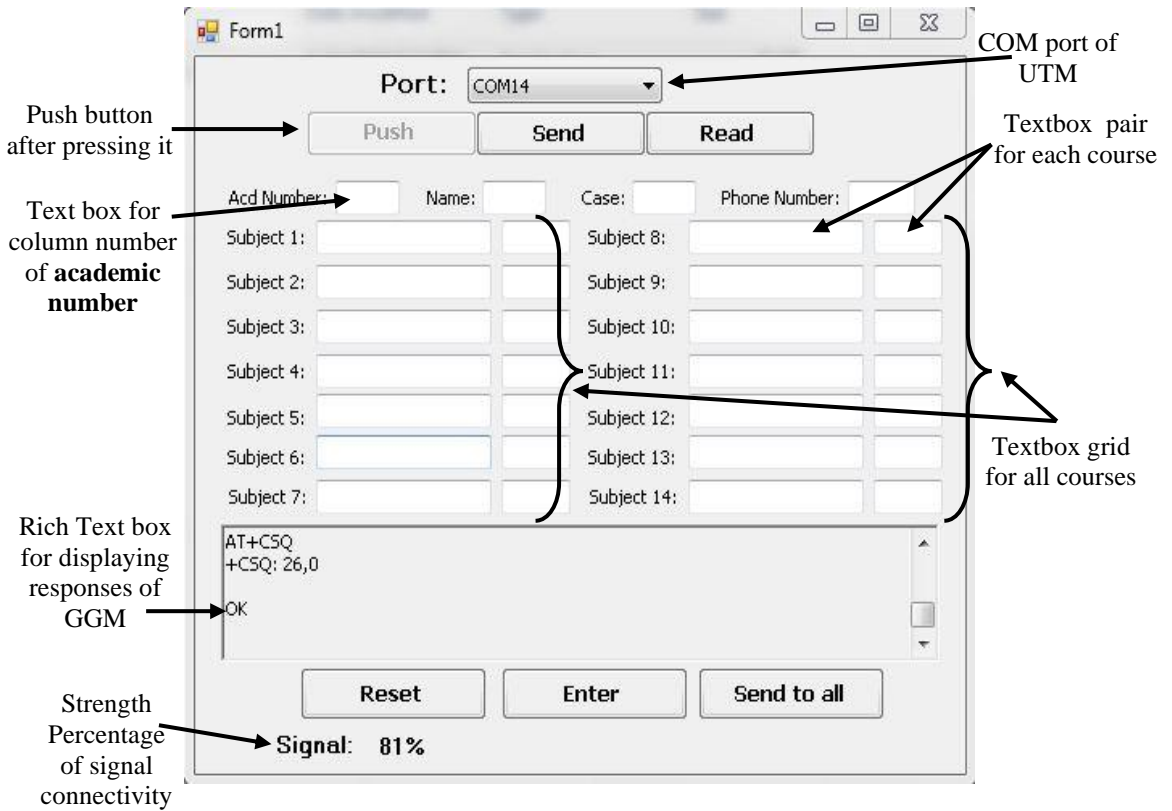 Form1
COM port of
UTM
Port: COM14
Push button
after pressing it
Push Send Read
Textbox pair
for each course
Acd Number: Name: Case: Phone Number:
Text box for
column number
of academic
number
Subject 1: Subject 8:
Subject 2: Subject 9:
Subject 3: Subject 10:
Subject 4: Subject 11:
Subject 5: Subject 12:
Subject 6: Subject 13:
Subject 7: Subject 14:
Textbox grid
for all courses
Rich Text box
for displaying
responses of
GGM
AT+CSQ
+CSQ: 26,0
OK
Reset Enter Send to all
Strength
Percentage
of signal
connectivity
Signal: 81%